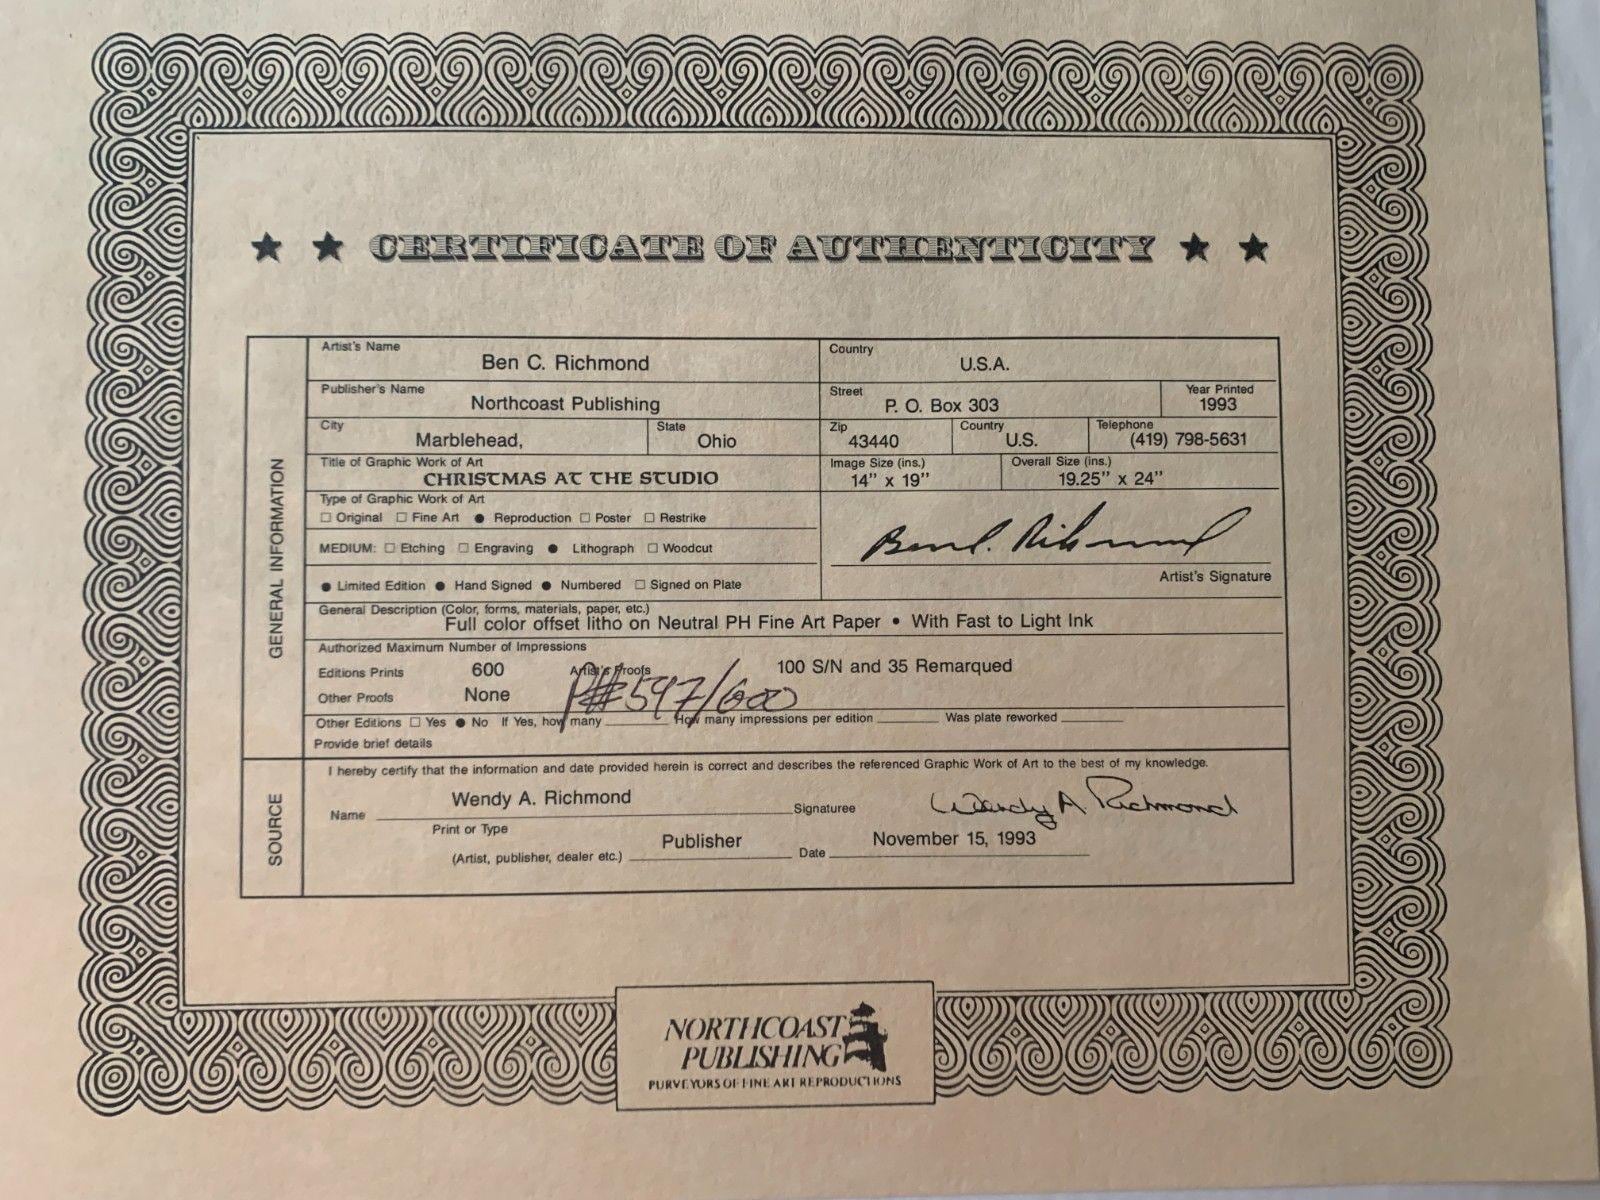 ★ ★ CERTIFICATE OF AUTHENTICITY ★ ★
GENERAL INFORMATION
Artist's Name Ben C. Richmond Country U.S.A.
Publisher's Name Northcoast Publishing Street P. O. Box 303 Year Printed 1993
City Marblehead, State Ohio Zip 43440 Country U.S. Telephone (419) 798-5631
Title of Graphic Work of Art CHRISTMAS AT THE STUDIO Image Size (ins.) 14" x 19" Overall Size (ins.) 19.25" x 24"
Type of Graphic Work of Art
□ Original □ Fine Art ● Reproduction □ Poster □ Restrike
MEDIUM: □ Etching □ Engraving ● Lithograph □ Woodcut
Ben C. Richmond
● Limited Edition ● Hand Signed ● Numbered □ Signed on Plate
Artist's Signature
General Description (Color, forms, materials, paper, etc.)
Full color offset litho on Neutral PH Fine Art Paper • With Fast to Light Ink
Authorized Maximum Number of Impressions
Editions Prints 600 Artist's Proofs 100 S/N and 35 Remarqued
Other Proofs None P#597/600
Other Editions □ Yes ● No If Yes, how many How many impressions per edition Was plate reworked
Provide brief details
SOURCE
I hereby certify that the information and date provided herein is correct and describes the referenced Graphic Work of Art to the best of my knowledge.
Name Wendy A. Richmond Signaturee Wendy A. Richmond
Print or Type
(Artist, publisher, dealer etc.) Publisher Date November 15, 1993
NORTHCOAST
PUBLISHING
PURVEYORS OF FINE ART REPRODUCTIONS